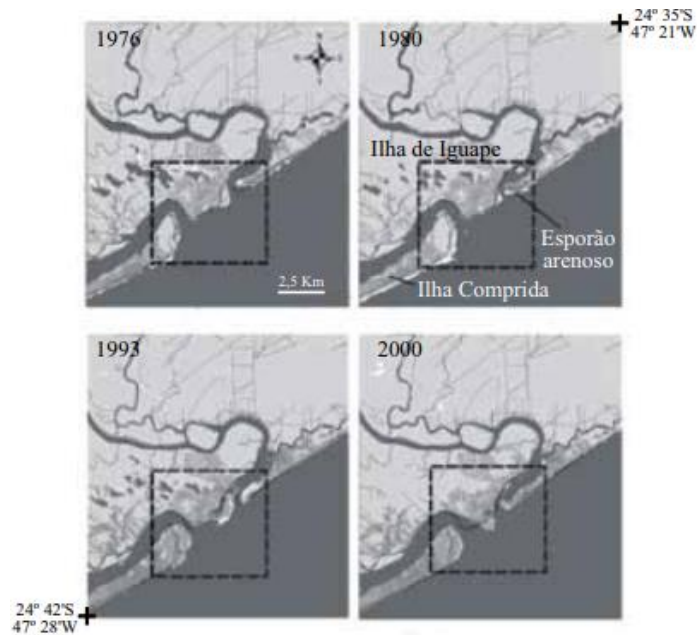 1976
1980
24° 35'S
47° 21'W
Ilha de Iguape
Esporão
arenoso
2,5 Km
Ilha Comprida
1993
2000
24° 42'S
47° 28'W